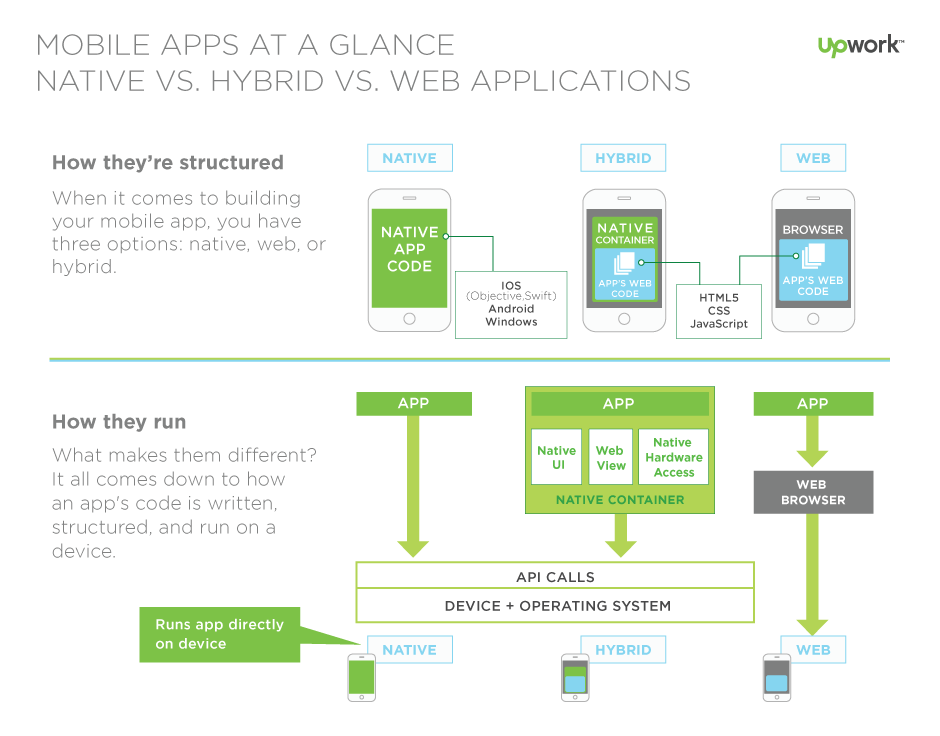 MOBILE APPS AT A GLANCE
NATIVE VS. HYBRID VS. WEB APPLICATIONS
upwork™
How they're structured
When it comes to building
your mobile app, you have
three options: native, web, or
hybrid.
NATIVE
NATIVE
APP
CODE
IOS
(Objective,Swift)
Android
Windows
HYBRID
NATIVE
CONTAINER
APP'S WEB
CODE
HTML5
CSS
JavaScript
WEB
BROWSER
APP'S WEB
CODE
How they run
What makes them different?
It all comes down to how
an app's code is written,
structured, and run on a
device.
APP
APP
Native
UI
Web
View
Native
Hardware
Access
NATIVE CONTAINER
APP
WEB
BROWSER
API CALLS
DEVICE + OPERATING SYSTEM
Runs app directly
on device
NATIVE
HYBRID
WEB